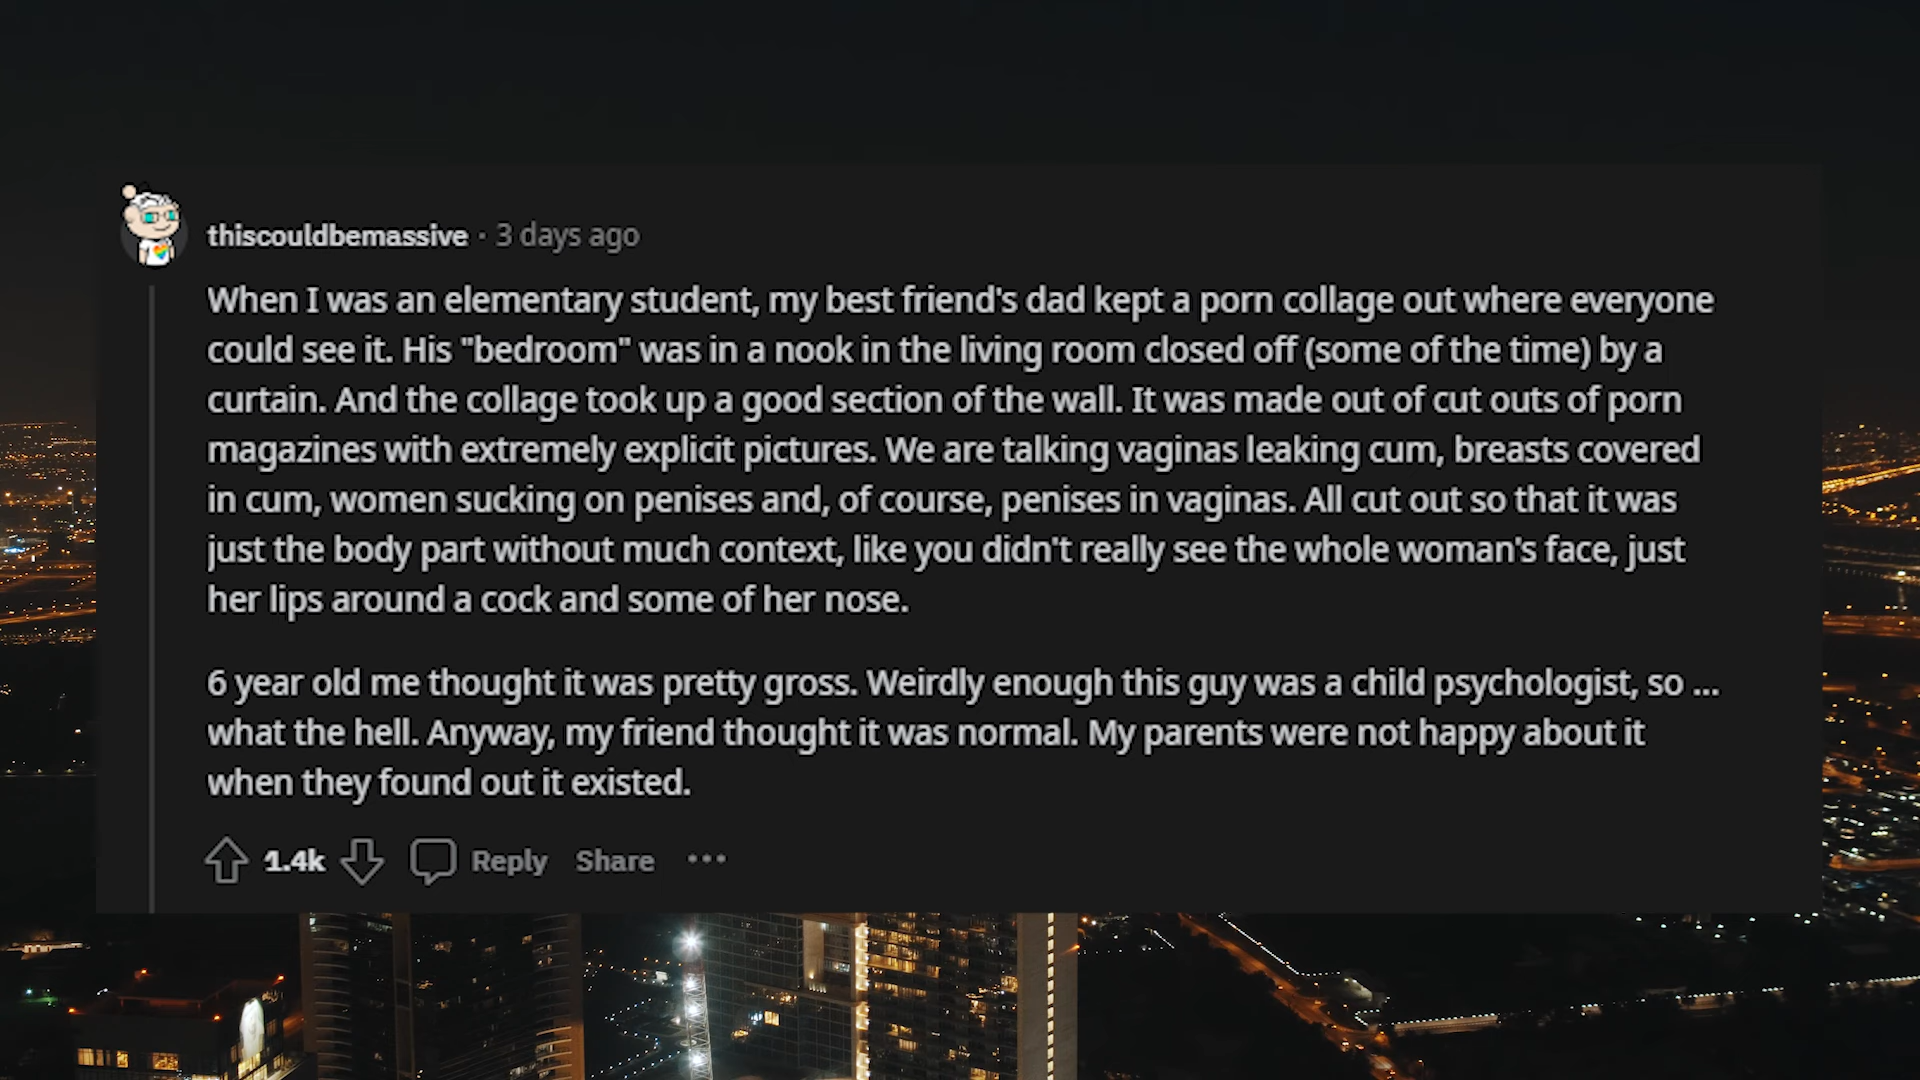 thiscouldbemassive · 3 days ago
When I was an elementary student, my best friend's dad kept a porn collage out where everyone
could see it. His "bedroom" was in a nook in the living room closed off (some of the time) by a
curtain. And the collage took up a good section of the wall. It was made out of cut outs of porn
magazines with extremely explicit pictures. We are talking vaginas leaking cum, breasts covered
in cum, women sucking on penises and, of course, penises in vaginas. All cut out so that it was
just the body part without much context, like you didn't really see the whole woman's face, just
her lips around a cock and some of her nose.
6 year old me thought it was pretty gross. Weirdly enough this guy was a child psychologist, so ...
what the hell. Anyway, my friend thought it was normal. My parents were not happy about it
when they found out it existed.
1.4k Reply Share ···